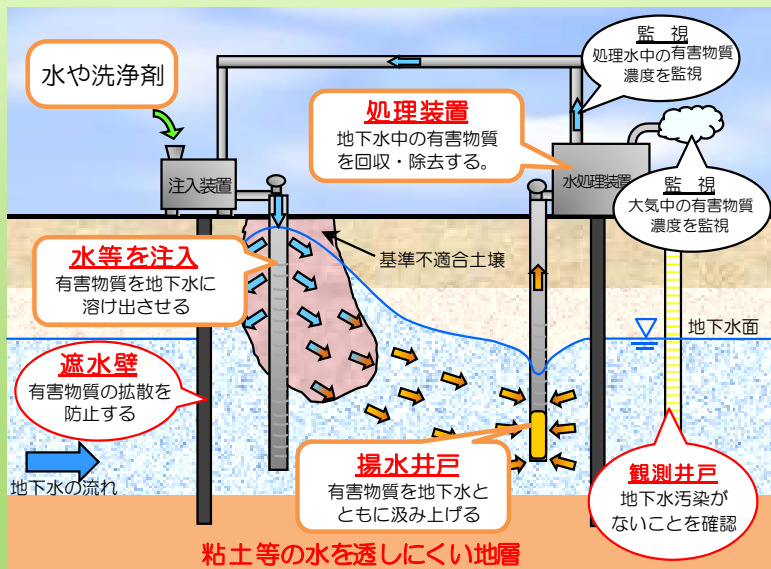 監　視
処理水中の有害物質
濃度を監視
水や洗浄剤
処理装置
地下水中の有害物質
を回収・除去する。
注入装置
水処理装置
監　視
大気中の有害物質
濃度を監視
水等を注入
有害物質を地下水に
溶け出させる
基準不適合土壌
地下水面
遮水壁
有害物質の拡散を
防止する
揚水井戸
有害物質を地下水と
ともに汲み上げる
観測井戸
地下水汚染が
ないことを確認
地下水の流れ
粘土等の水を透しにくい地層